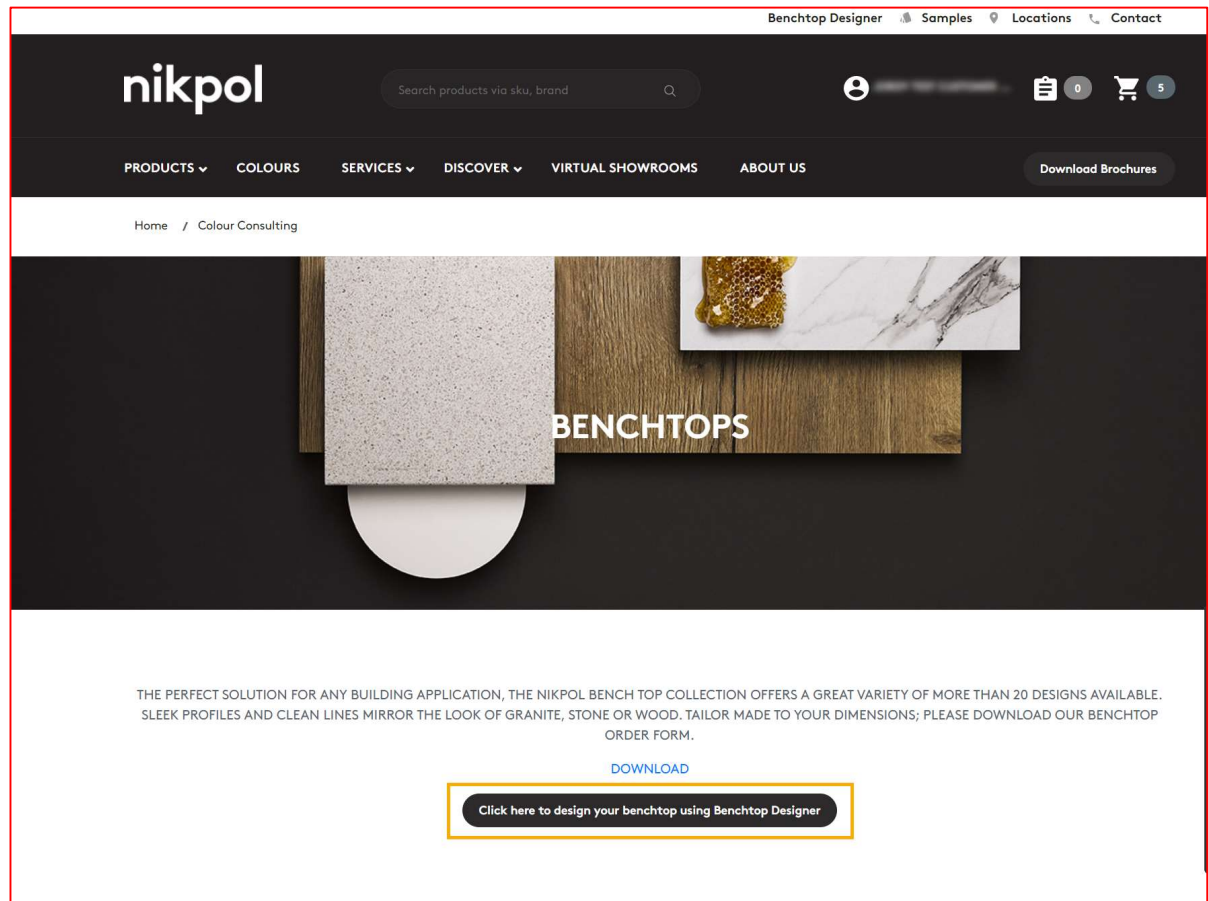 Benchtop Designer Samples Locations Contact
nikpol
Search products via sku, brand
0
5
PRODUCTS COLOURS SERVICES DISCOVER VIRTUAL SHOWROOMS ABOUT US
Download Brochures
Home / Colour Consulting
BENCHTOPS
THE PERFECT SOLUTION FOR ANY BUILDING APPLICATION, THE NIKPOL BENCH TOP COLLECTION OFFERS A GREAT VARIETY OF MORE THAN 20 DESIGNS AVAILABLE.
SLEEK PROFILES AND CLEAN LINES MIRROR THE LOOK OF GRANITE, STONE OR WOOD. TAILOR MADE TO YOUR DIMENSIONS; PLEASE DOWNLOAD OUR BENCHTOP
ORDER FORM.
DOWNLOAD
Click here to design your benchtop using Benchtop Designer